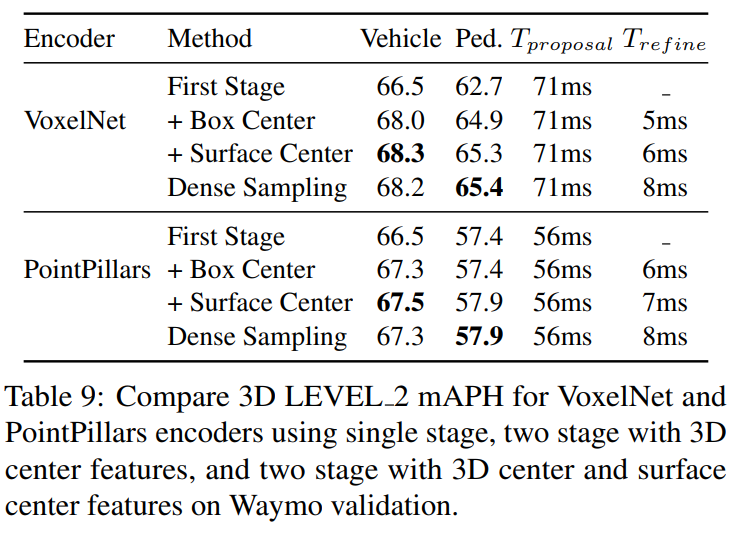 Encoder Method Vehicle Ped. T_proposal T_refine
First Stage 66.5 62.7 71ms -
VoxelNet + Box Center 68.0 64.9 71ms 5ms
+ Surface Center 68.3 65.3 71ms 6ms
Dense Sampling 68.2 65.4 71ms 8ms
First Stage 66.5 57.4 56ms -
PointPillars + Box Center 67.3 57.4 56ms 6ms
+ Surface Center 67.5 57.9 56ms 7ms
Dense Sampling 67.3 57.9 56ms 8ms
Table 9: Compare 3D LEVEL_2 mAPH for VoxelNet and
PointPillars encoders using single stage, two stage with 3D
center features, and two stage with 3D center and surface
center features on Waymo validation.